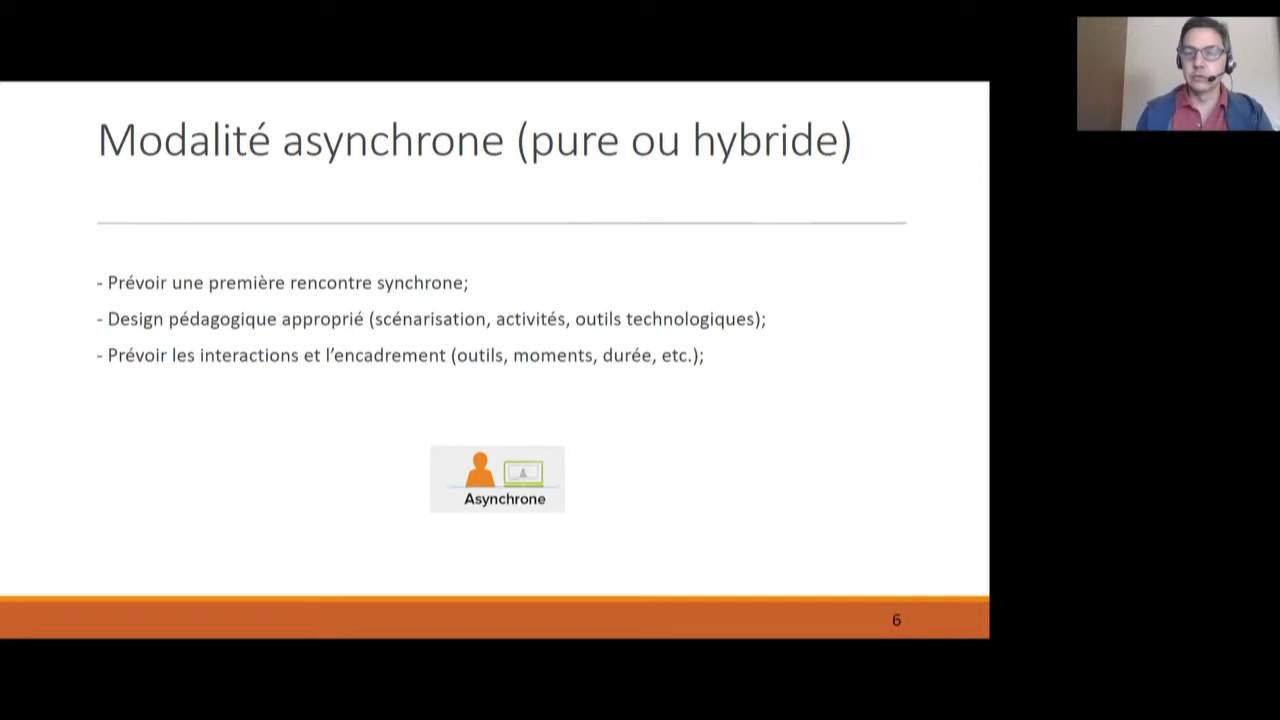 Modalité asynchrone (pure ou hybride)
- Prévoir une première rencontre synchrone;
- Design pédagogique approprié (scénarisation, activités, outils technologiques);
- Prévoir les interactions et l’encadrement (outils, moments, durée, etc.);
Asynchrone
6